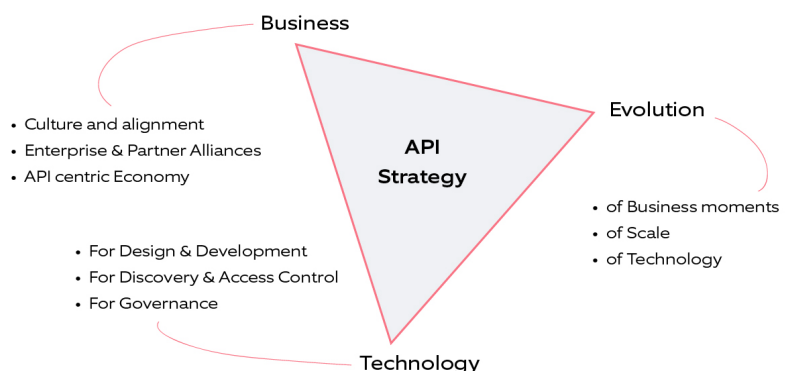 Business
• Culture and alignment
• Enterprise & Partner Alliances
• API centric Economy
API
Strategy
Evolution
• of Business moments
• of Scale
• of Technology
• For Design & Development
• For Discovery & Access Control
• For Governance
Technology